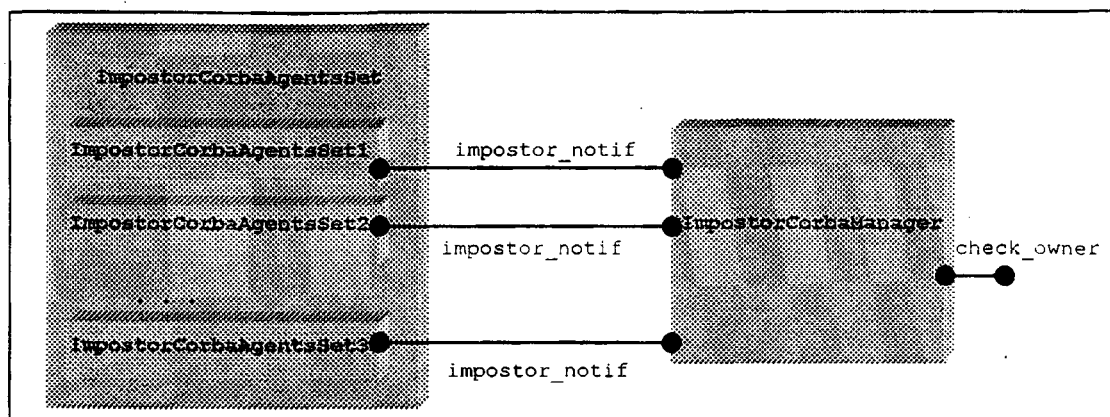 ImpostorCorbaAgentsSet
ImpostorCorbaAgentsSet1
impostor_notif
ImpostorCorbaAgentsSet2
ImpostorCorbaManager
impostor_notif
check_owner
. . .
ImpostorCorbaAgentsSet3
impostor_notif